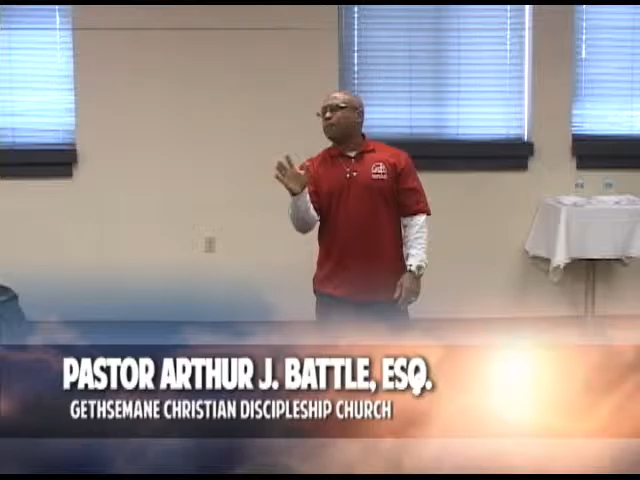 PASTOR ARTHUR J. BATTLE, ESQ.
GETHSEMANE CHRISTIAN DISCIPLESHIP CHURCH